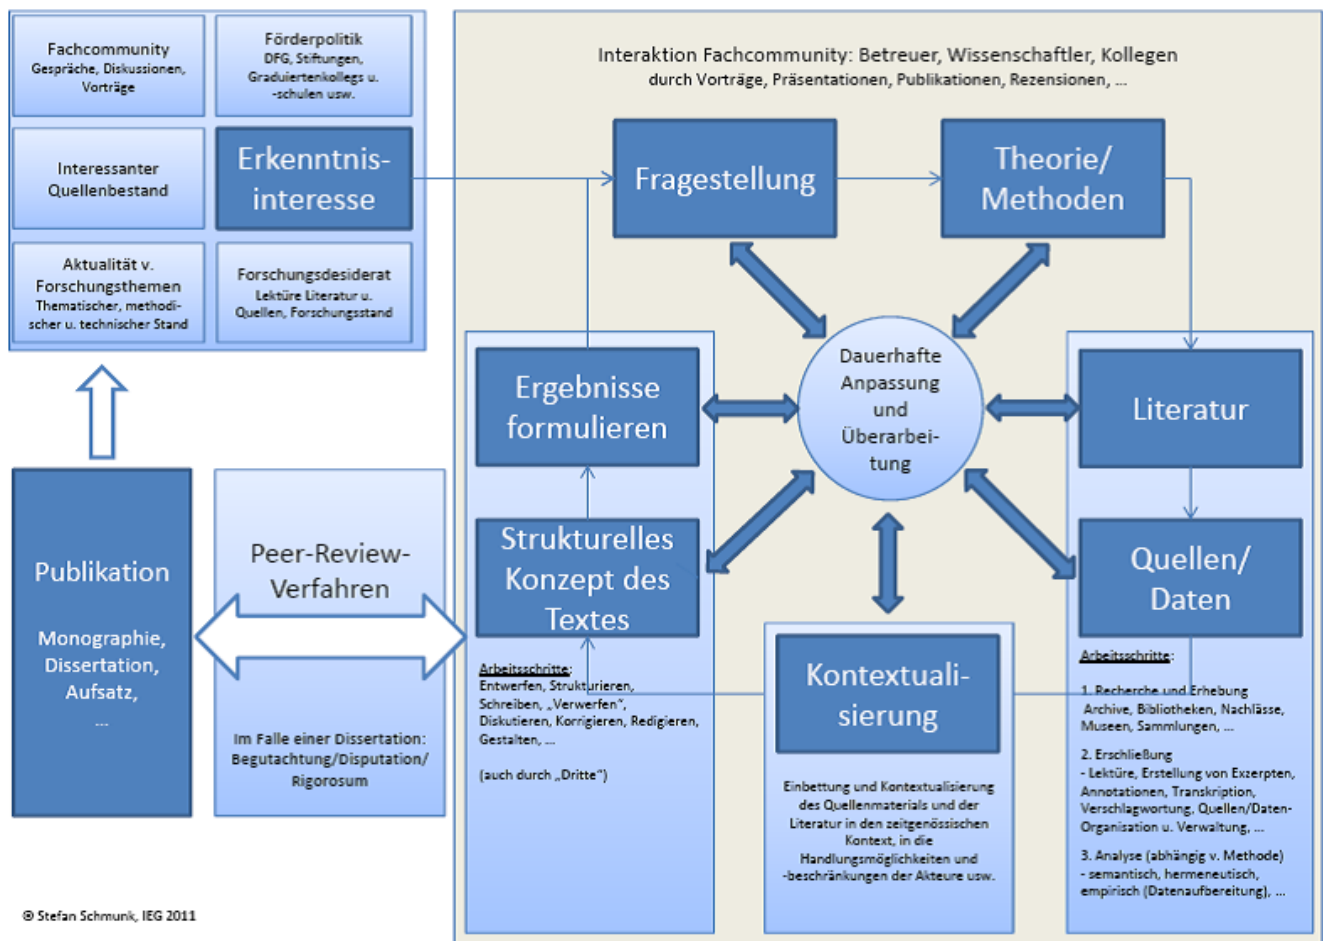 Fachcommunity
Gespräche, Diskussionen,
Vorträge
Förderpolitik
DFG, Stiftungen,
Graduiertenkollegs u.
-schulen usw.
Interessanter
Quellenbestand
Erkenntnis-
interesse
Aktualität v.
Forschungsthemen
Thematischer, methodi-
scher u. technischer Stand
Forschungsdesiderat
Lektüre Literatur u.
Quellen, Forschungsstand
Interaktion Fachcommunity: Betreuer, Wissenschaftler, Kollegen
durch Vorträge, Präsentationen, Publikationen, Rezensionen, ...
Fragestellung
Theorie/
Methoden
Dauerhafte
Anpassung
und
Überarbei-
tung
Ergebnisse
formulieren
Literatur
Strukturelles
Konzept des
Textes
Quellen/
Daten
Publikation
Monographie,
Dissertation,
Aufsatz,
...
Peer-Review-
Verfahren
Im Falle einer Dissertation:
Begutachtung/Disputation/
Rigorosum
Arbeitsschritte:
Entwerfen, Strukturieren,
Schreiben, „Verwerfen“,
Diskutieren, Korrigieren, Redigieren,
Gestalten, ...
(auch durch „Dritte“)
Kontextuali-
sierung
Einbettung und Kontextualisierung
des Quellenmaterials und der
Literatur in den zeitgenössischen
Kontext, in die
Handlungsmöglichkeiten und
-beschränkungen der Akteure usw.
Arbeitsschritte:
1. Recherche und Erhebung
Archive, Bibliotheken, Nachlässe,
Museen, Sammlungen, ...
2. Erschließung
- Lektüre, Erstellung von Exzerpten,
Annotationen, Transkription,
Verschlagwortung, Quellen/Daten-
Organisation u. Verwaltung, ...
3. Analyse (abhängig v. Methode)
- semantisch, hermeneutisch,
empirisch (Datenaufbereitung), ...
© Stefan Schmunk, IEG 2011